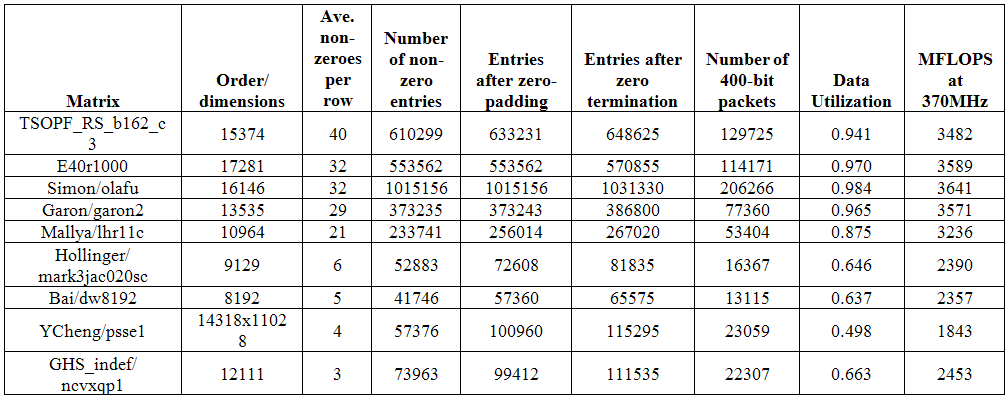 Matrix Order/ dimensions Ave. non- zeroes per row Number of non- zero entries Entries after zero- padding Entries after zero termination Number of 400-bit packets Data Utilization MFLOPS at 370MHz
TSOPF_RS_b162_c 3 15374 40 610299 633231 648625 129725 0.941 3482
E40r1000 17281 32 553562 553562 570855 114171 0.970 3589
Simon/olafu 16146 32 1015156 1015156 1031330 206266 0.984 3641
Garon/garon2 13535 29 373235 373243 386800 77360 0.965 3571
Mallya/lhr11c 10964 21 233741 256014 267020 53404 0.875 3236
Hollinger/ mark3jac020sc 9129 6 52883 72608 81835 16367 0.646 2390
Bai/dw8192 8192 5 41746 57360 65575 13115 0.637 2357
YCheng/psse1 14318x1102 8 4 57376 100960 115295 23059 0.498 1843
GHS_indef/ ncvxqp1 12111 3 73963 99412 111535 22307 0.663 2453